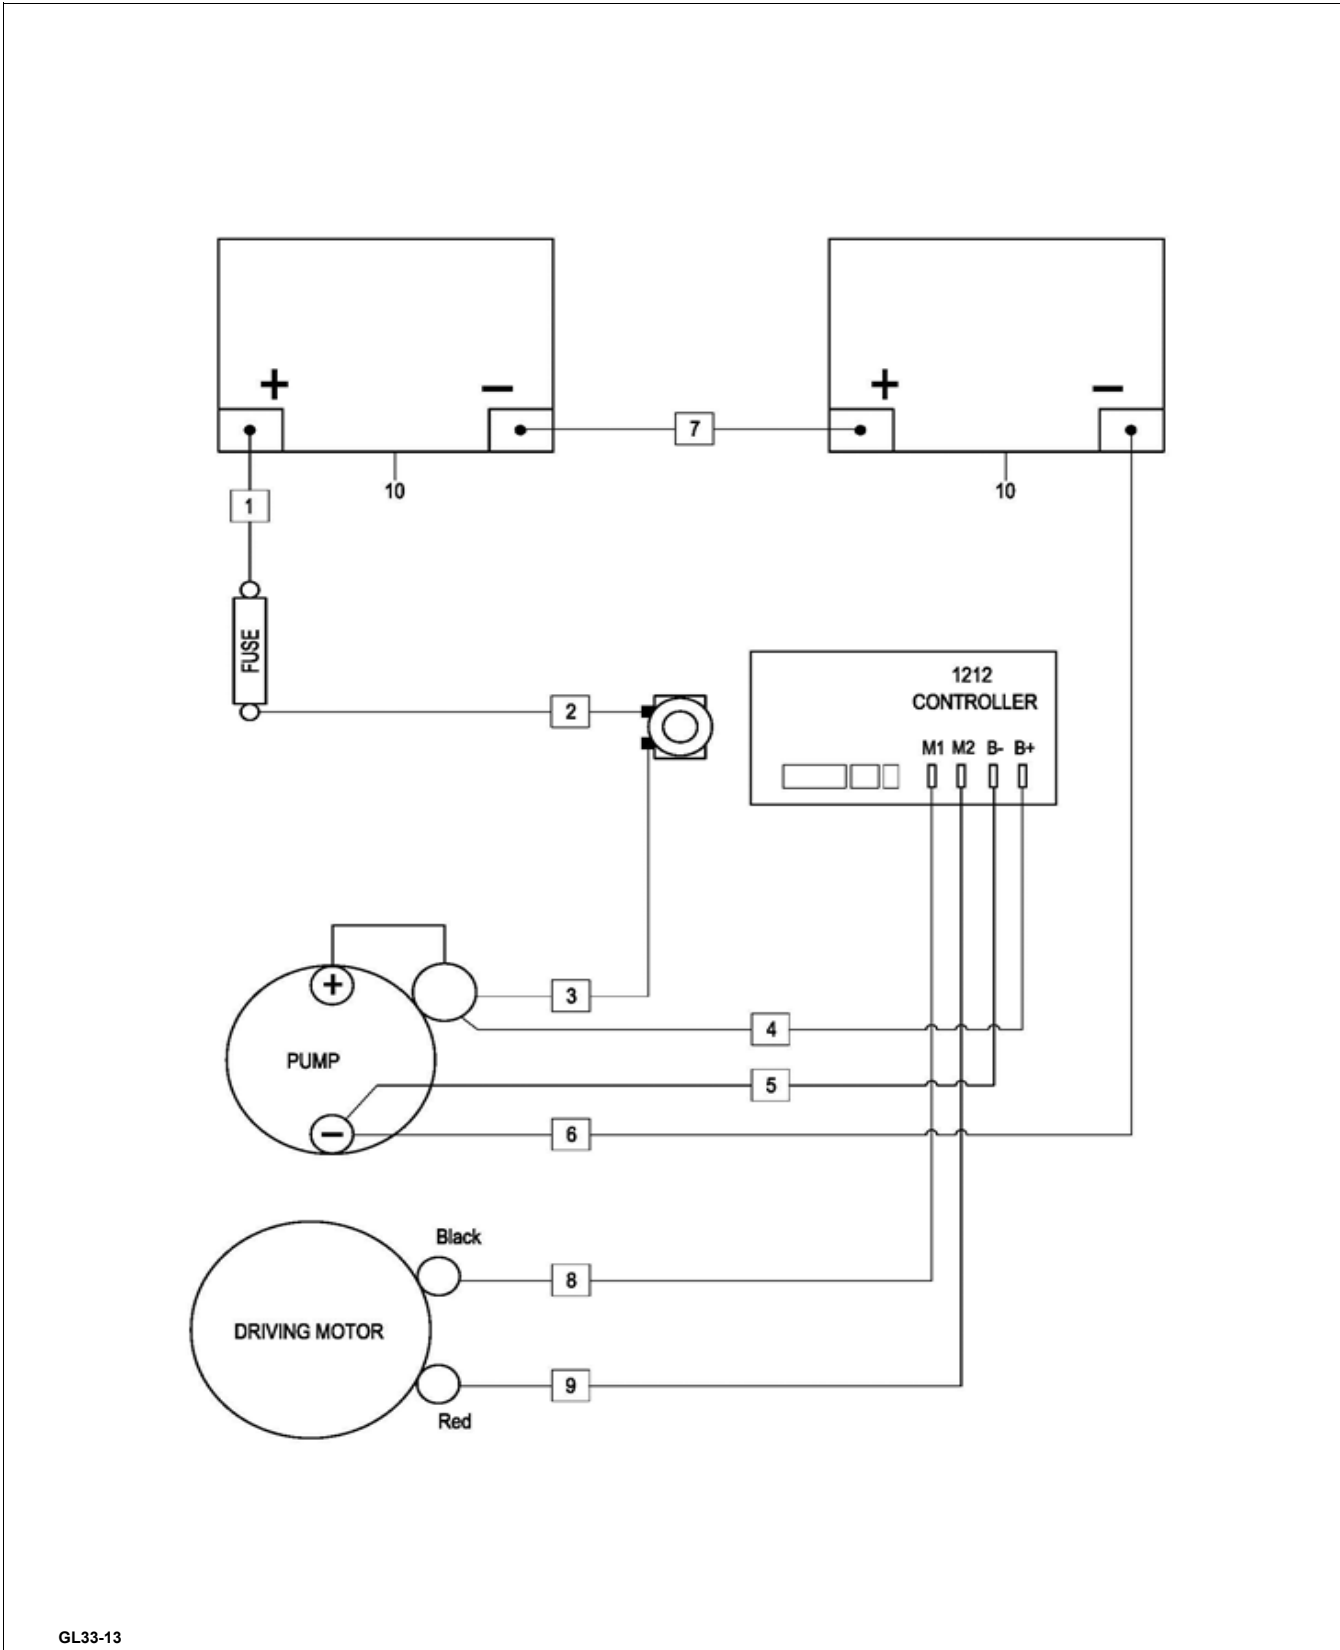 +
−
+
−
7
10
10
1
FUSE
1212
CONTROLLER
2
M1 M2 B- B+
+
3
4
PUMP
5
−
6
Black
8
DRIVING MOTOR
9
Red
GL33-13